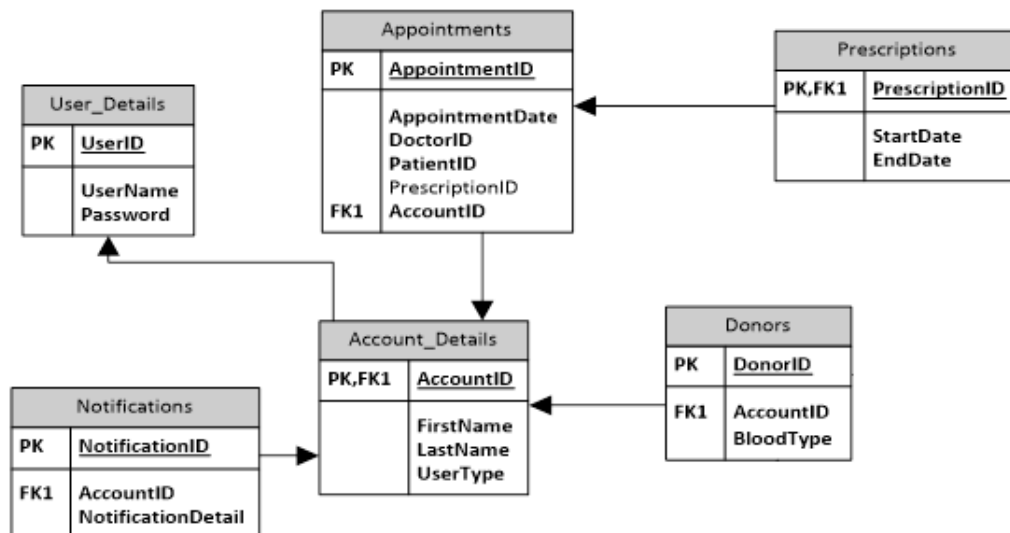 Appointments
PK AppointmentID
AppointmentDate
DoctorID
PatientID
PrescriptionID
FK1 AccountID
Prescriptions
PK,FK1 PrescriptionID
StartDate
EndDate
User_Details
PK UserID
UserName
Password
Account_Details
PK,FK1 AccountID
FirstName
LastName
UserType
Donors
PK DonorID
FK1 AccountID
BloodType
Notifications
PK NotificationID
FK1 AccountID
NotificationDetail